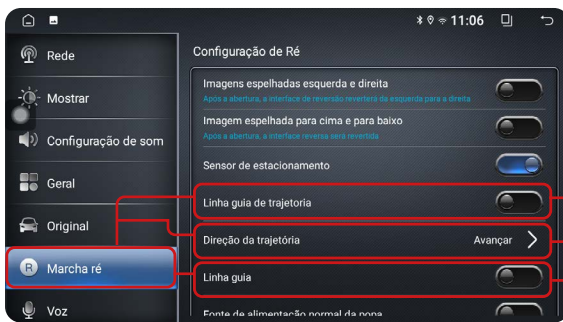 11:06
Rede
Mostrar
Configuração de som
Geral
Original
R Marcha ré
Voz
Configuração de Ré
Imagens espelhadas esquerda e direita
Após a abertura, a interface de reversão reverterá da esquerda para a direita
Imagem espelhada para cima e para baixo
Após a abertura, a interface reversa será revertida
Sensor de estacionamento
Linha guia de trajetoria
Direção da trajetória Avançar
Linha guia
Fonte de alimentação normal da popa